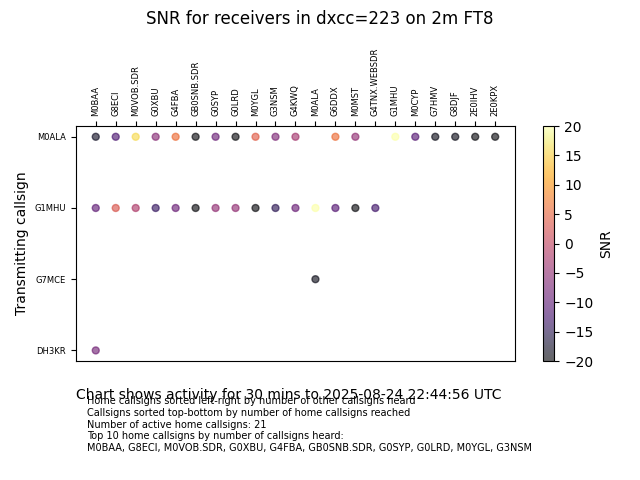 SNR for receivers in dxcc=223 on 2m FT8
M0BAA G8ECI M0VOB.SDR G0XBU G4FBA GB0SNB.SDR G0SYP G0LRD M0YGL G3NSM G4KWQ M0ALA G6DDX M0MST G4TNX.WEBSDR G1MHU M0CYP G7HMV G8DJF 2E0IHV 2E0KPX
Transmitting callsign
M0ALA
G1MHU
G7MCE
DH3KR
20
15
10
5
0
−5
−10
−15
−20
SNR
Chart shows activity for 30 mins to 2025-08-24 22:44:56 UTC
Home callsigns sorted left-right by number of other callsigns heard
Callsigns sorted top-bottom by number of home callsigns reached
Number of active home callsigns: 21
Top 10 home callsigns by number of callsigns heard:
M0BAA, G8ECI, M0VOB.SDR, G0XBU, G4FBA, GB0SNB.SDR, G0SYP, G0LRD, M0YGL, G3NSM